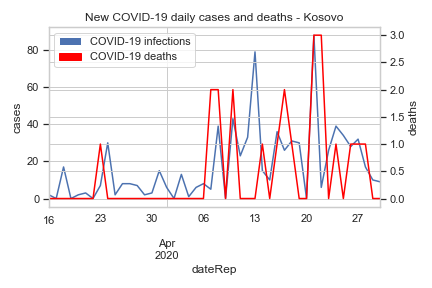 New COVID-19 daily cases and deaths - Kosovo
COVID-19 infections
COVID-19 deaths
cases
80
60
40
20
0
deaths
3.0
2.5
2.0
1.5
1.0
0.5
0.0
16 23 30 06 13 20 27
Apr
2020
dateRep